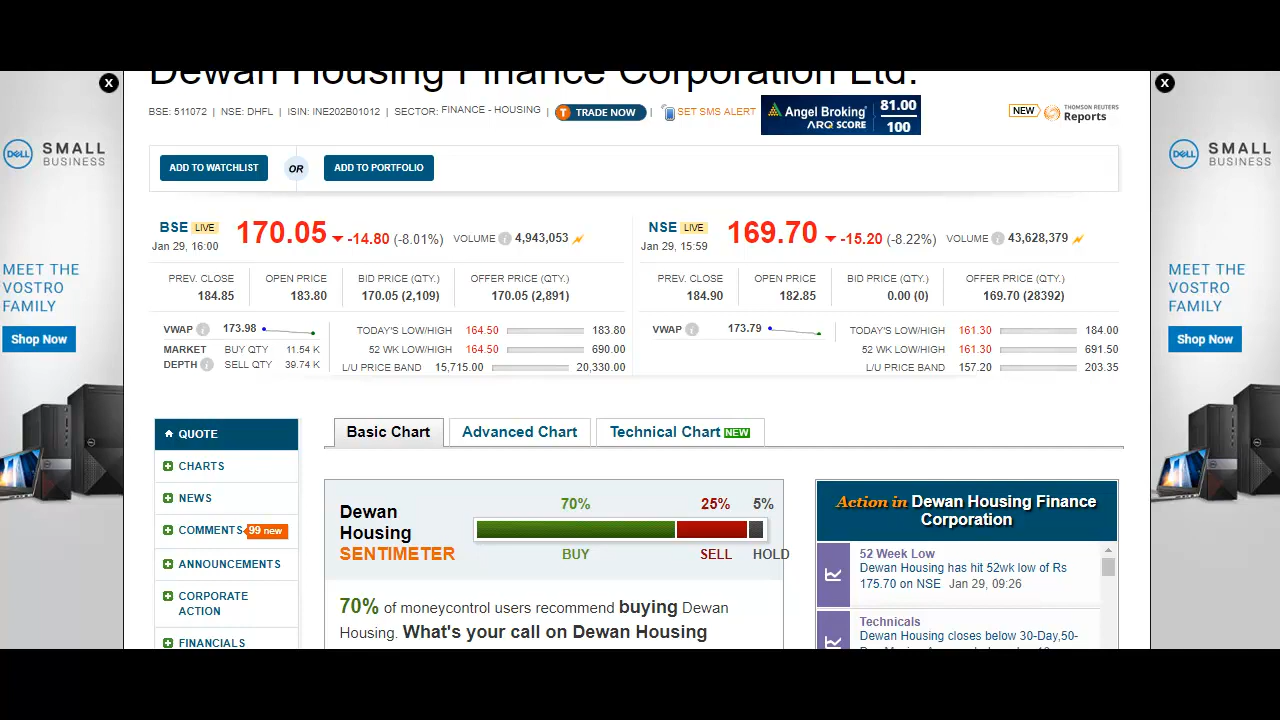 Dewan Housing Finance Corporation Ltd.
BSE: 511072 | NSE: DHFL | ISIN: INE202B01012 | SECTOR: FINANCE - HOUSING | T TRADE NOW | SET SMS ALERT
Angel Broking ARQ SCORE 81.00 100
NEW THOMSON REUTERS Reports
DELL SMALL BUSINESS
MEET THE VOSTRO FAMILY
Shop Now
ADD TO WATCHLIST OR ADD TO PORTFOLIO
BSE LIVE 170.05 -14.80 (-8.01%) VOLUME 4,943,053
Jan 29, 16:00
PREV. CLOSE OPEN PRICE BID PRICE (QTY.) OFFER PRICE (QTY.)
184.85 183.80 170.05 (2,109) 170.05 (2,891)
VWAP 173.98 TODAY'S LOW/HIGH 164.50 183.80
MARKET BUY QTY 11.54 K 52 WK LOW/HIGH 164.50 690.00
DEPTH SELL QTY 39.74 K L/U PRICE BAND 15,715.00 20,330.00
NSE LIVE 169.70 -15.20 (-8.22%) VOLUME 43,628,379
Jan 29, 15:59
PREV. CLOSE OPEN PRICE BID PRICE (QTY.) OFFER PRICE (QTY.)
184.90 182.85 0.00 (0) 169.70 (28392)
VWAP 173.79 TODAY'S LOW/HIGH 161.30 184.00
52 WK LOW/HIGH 161.30 691.50
L/U PRICE BAND 157.20 203.35
DELL SMALL BUSINESS
MEET THE VOSTRO FAMILY
Shop Now
QUOTE
CHARTS
NEWS
COMMENTS 99 new
ANNOUNCEMENTS
CORPORATE
ACTION
FINANCIALS
Basic Chart Advanced Chart Technical Chart NEW
Dewan
Housing
SENTIMETER
70% 25% 5%
BUY SELL HOLD
70% of moneycontrol users recommend buying Dewan
Housing. What's your call on Dewan Housing
Action in Dewan Housing Finance
Corporation
52 Week Low
Dewan Housing has hit 52wk low of Rs
175.70 on NSE Jan 29, 09:26
Technicals
Dewan Housing closes below 30-Day,50-